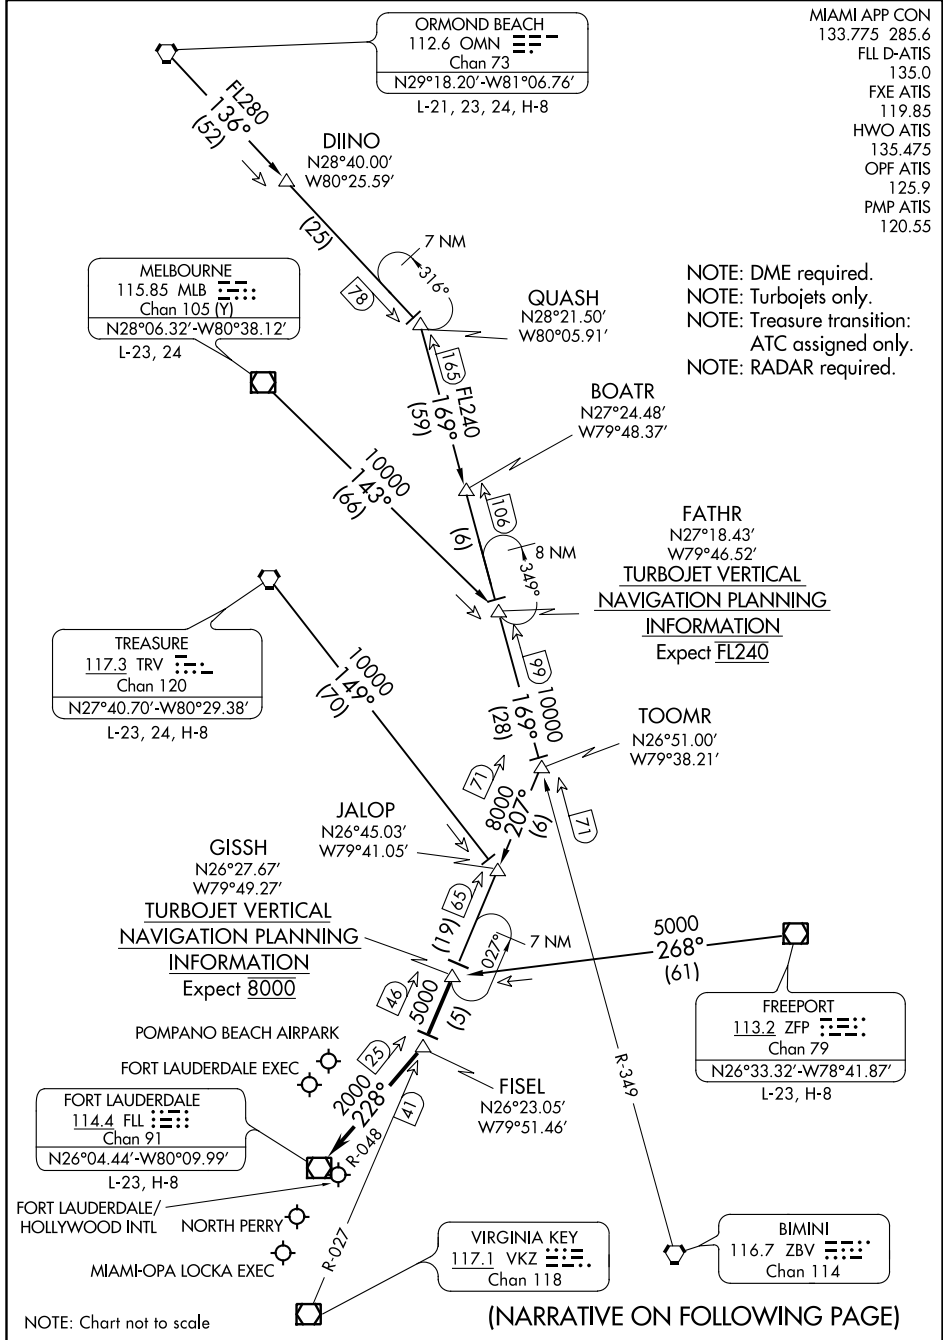 ORMOND BEACH
112.6 OMN
Chan 73
N29°18.20'-W81°06.76'
L-21, 23, 24, H-8
MIAMI APP CON
133.775 285.6
FLL D-ATIS
135.0
FXE ATIS
119.85
HWO ATIS
135.475
OPF ATIS
125.9
PMP ATIS
120.55
FL280
136°
(52)
DIINO
N28°40.00'
W80°25.59'
(25)
7 NM
316°
78
MELBOURNE
115.85 MLB
Chan 105 (Y)
N28°06.32'-W80°38.12'
L-23, 24
QUASH
N28°21.50'
W80°05.91'
NOTE: DME required.
NOTE: Turbojets only.
NOTE: Treasure transition:
ATC assigned only.
NOTE: RADAR required.
165
FL240
169°
(59)
BOATR
N27°24.48'
W79°48.37'
10000
143°
(66)
106
(6)
8 NM
349°
FATHR
N27°18.43'
W79°46.52'
TURBOJET VERTICAL
NAVIGATION PLANNING
INFORMATION
Expect FL240
TREASURE
117.3 TRV
Chan 120
N27°40.70'-W80°29.38'
L-23, 24, H-8
10000
149°
(70)
99
10000
169°
(28)
TOOMR
N26°51.00'
W79°38.21'
71
8000
207°
(6)
71
JALOP
N26°45.03'
W79°41.05'
GISSH
N26°27.67'
W79°49.27'
TURBOJET VERTICAL
NAVIGATION PLANNING
INFORMATION
Expect 8000
65
(19)
7 NM
027°
5000
268°
(61)
FREEPORT
113.2 ZFP
Chan 79
N26°33.32'-W78°41.87'
L-23, H-8
46
5000
(5)
POMPANO BEACH AIRPARK
FORT LAUDERDALE EXEC
25
2000
228°
R-048
41
FISEL
N26°23.05'
W79°51.46'
R-349
FORT LAUDERDALE
114.4 FLL
Chan 91
N26°04.44'-W80°09.99'
L-23, H-8
FORT LAUDERDALE/
HOLLYWOOD INTL
NORTH PERRY
MIAMI-OPA LOCKA EXEC
R-027
VIRGINIA KEY
117.1 VKZ
Chan 118
BIMINI
116.7 ZBV
Chan 114
NOTE: Chart not to scale
(NARRATIVE ON FOLLOWING PAGE)